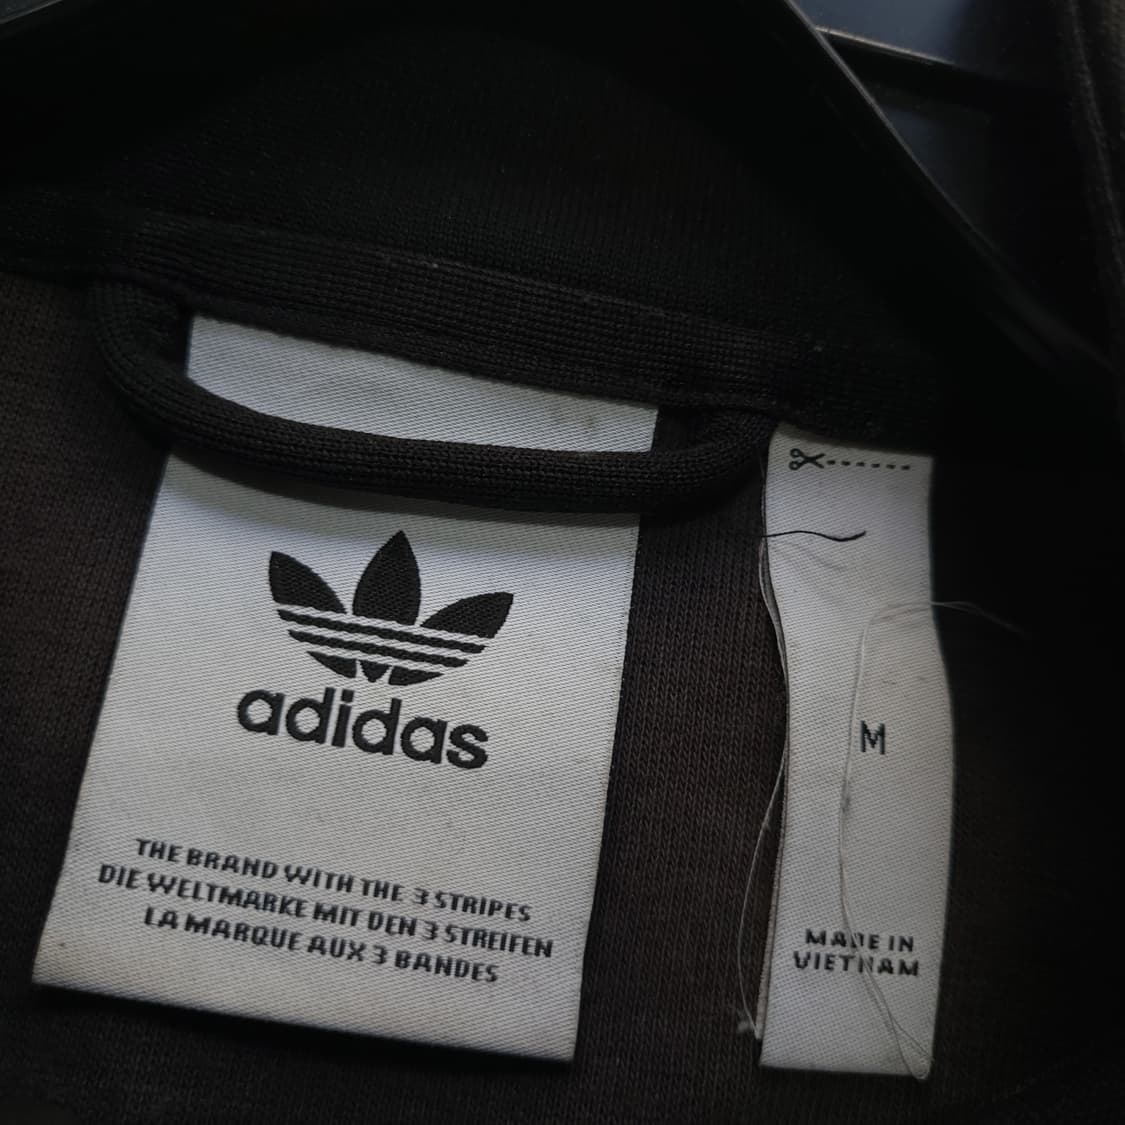 adidas
THE BRAND WITH THE 3 STRIPES
DIE WELTMARKE MIT DEN 3 STREIFEN
LA MARQUE AUX 3 BANDES
M
MADE IN
VIETNAM